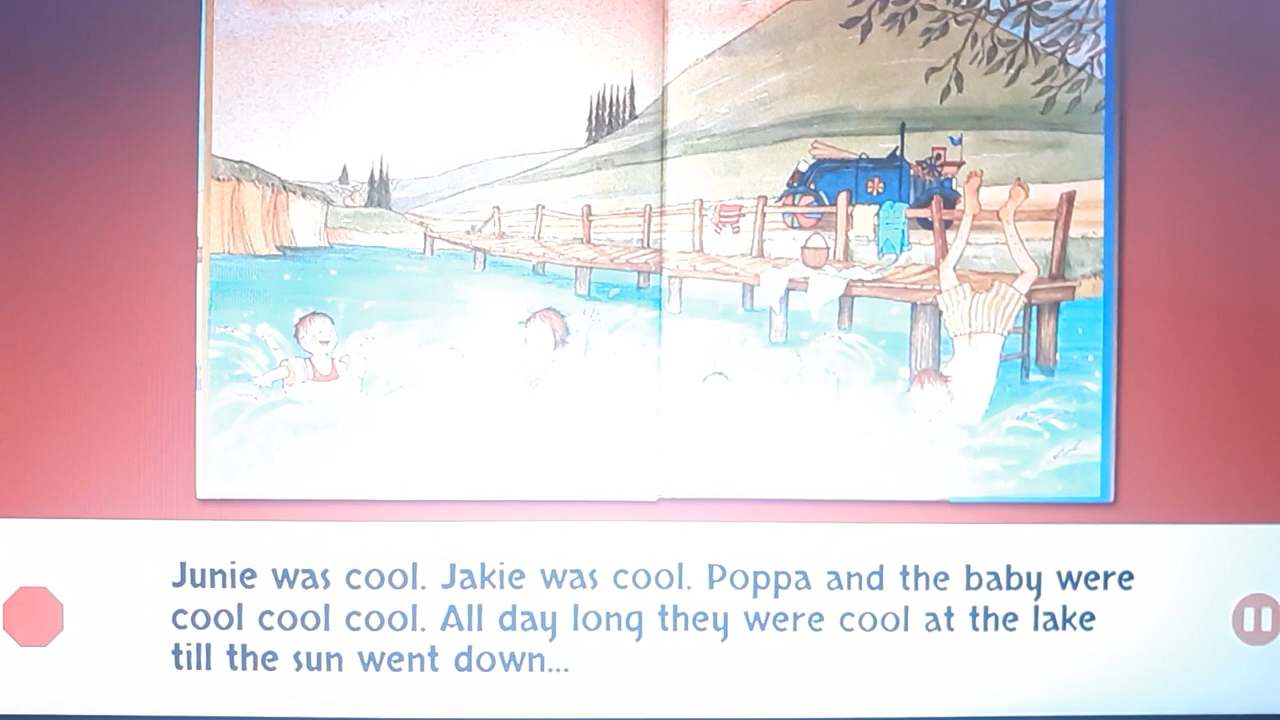 Junie was cool. Jakie was cool. Poppa and the baby were
cool cool cool. All day long they were cool at the lake
till the sun went down...